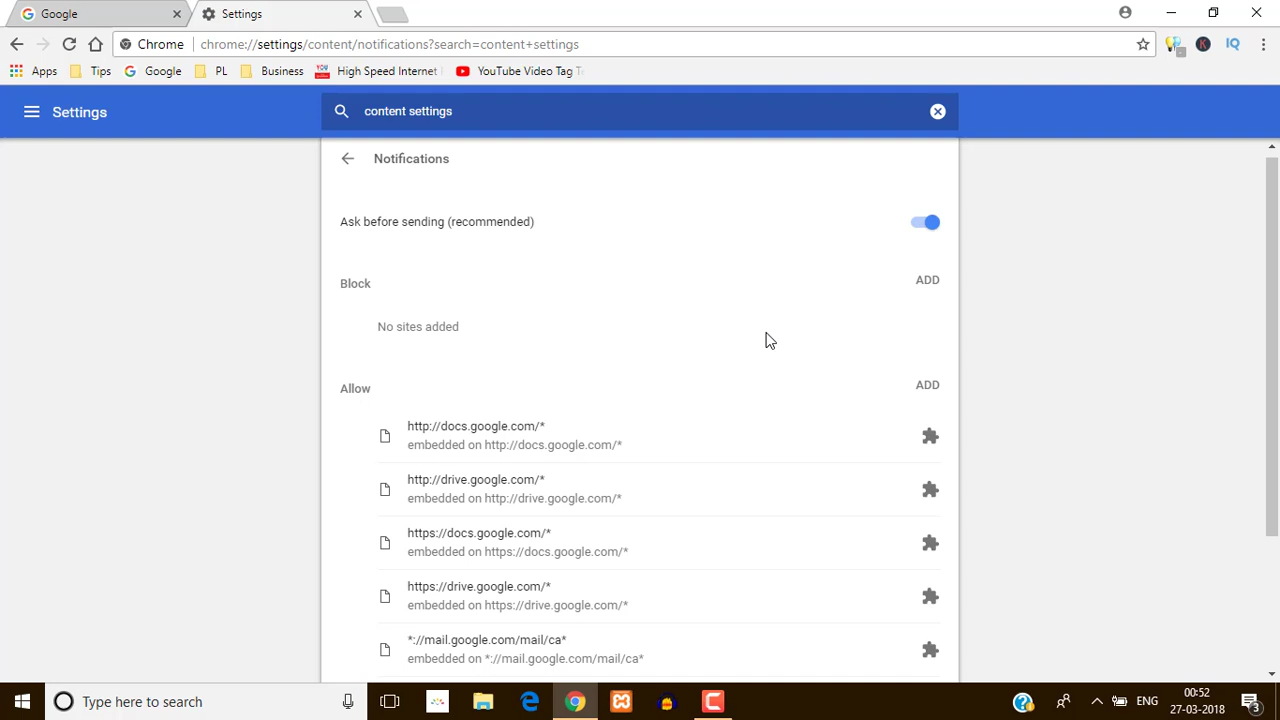 Google
Settings
Chrome
chrome://settings/content/notifications?search=content+settings
Apps
Tips
Google
PL
Business
YOU
High Speed Internet
YouTube Video Tag
Settings
content settings
Notifications
Ask before sending (recommended)
Block
ADD
No sites added
Allow
ADD
http://docs.google.com/*
embedded on http://docs.google.com/*
http://drive.google.com/*
embedded on http://drive.google.com/*
https://docs.google.com/*
embedded on https://docs.google.com/*
https://drive.google.com/*
embedded on https://drive.google.com/*
*://mail.google.com/mail/ca*
embedded on *://mail.google.com/mail/ca*
Type here to search
ENG
00:52
27-03-2018
3